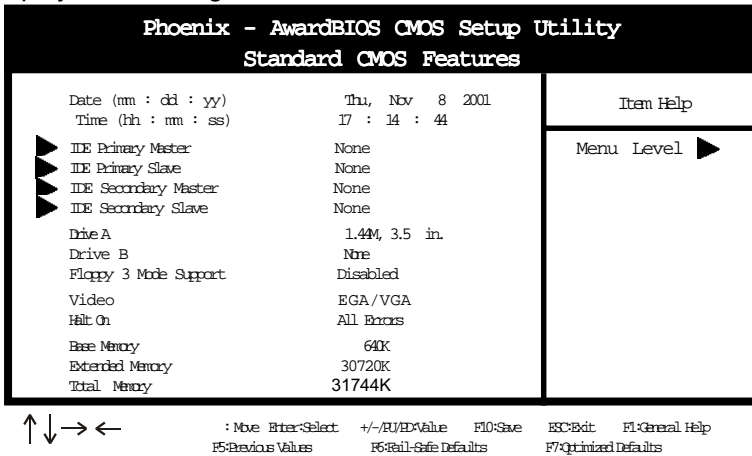 Phoenix - AwardBIOS CMOS Setup Utility
Standard CMOS Features
Date (mm : dd : yy) Thu, Nov 8 2001
Time (hh : mm : ss) 17 : 14 : 44
IDE Primary Master None
IDE Primary Slave None
IDE Secondary Master None
IDE Secondary Slave None
Drive A 1.44M, 3.5 in.
Drive B None
Floppy 3 Mode Support Disabled
Video EGA/VGA
Halt On All Errors
Base Memory 640K
Extended Memory 30720K
Total Memory 31744K
Item Help
Menu Level
↑↓→← : Move Enter:Select +/-/PU/PD:Value F10:Save ESC:Exit F1:General Help
F5:Previous Values F6:Fail-Safe Defaults F7:Optimized Defaults